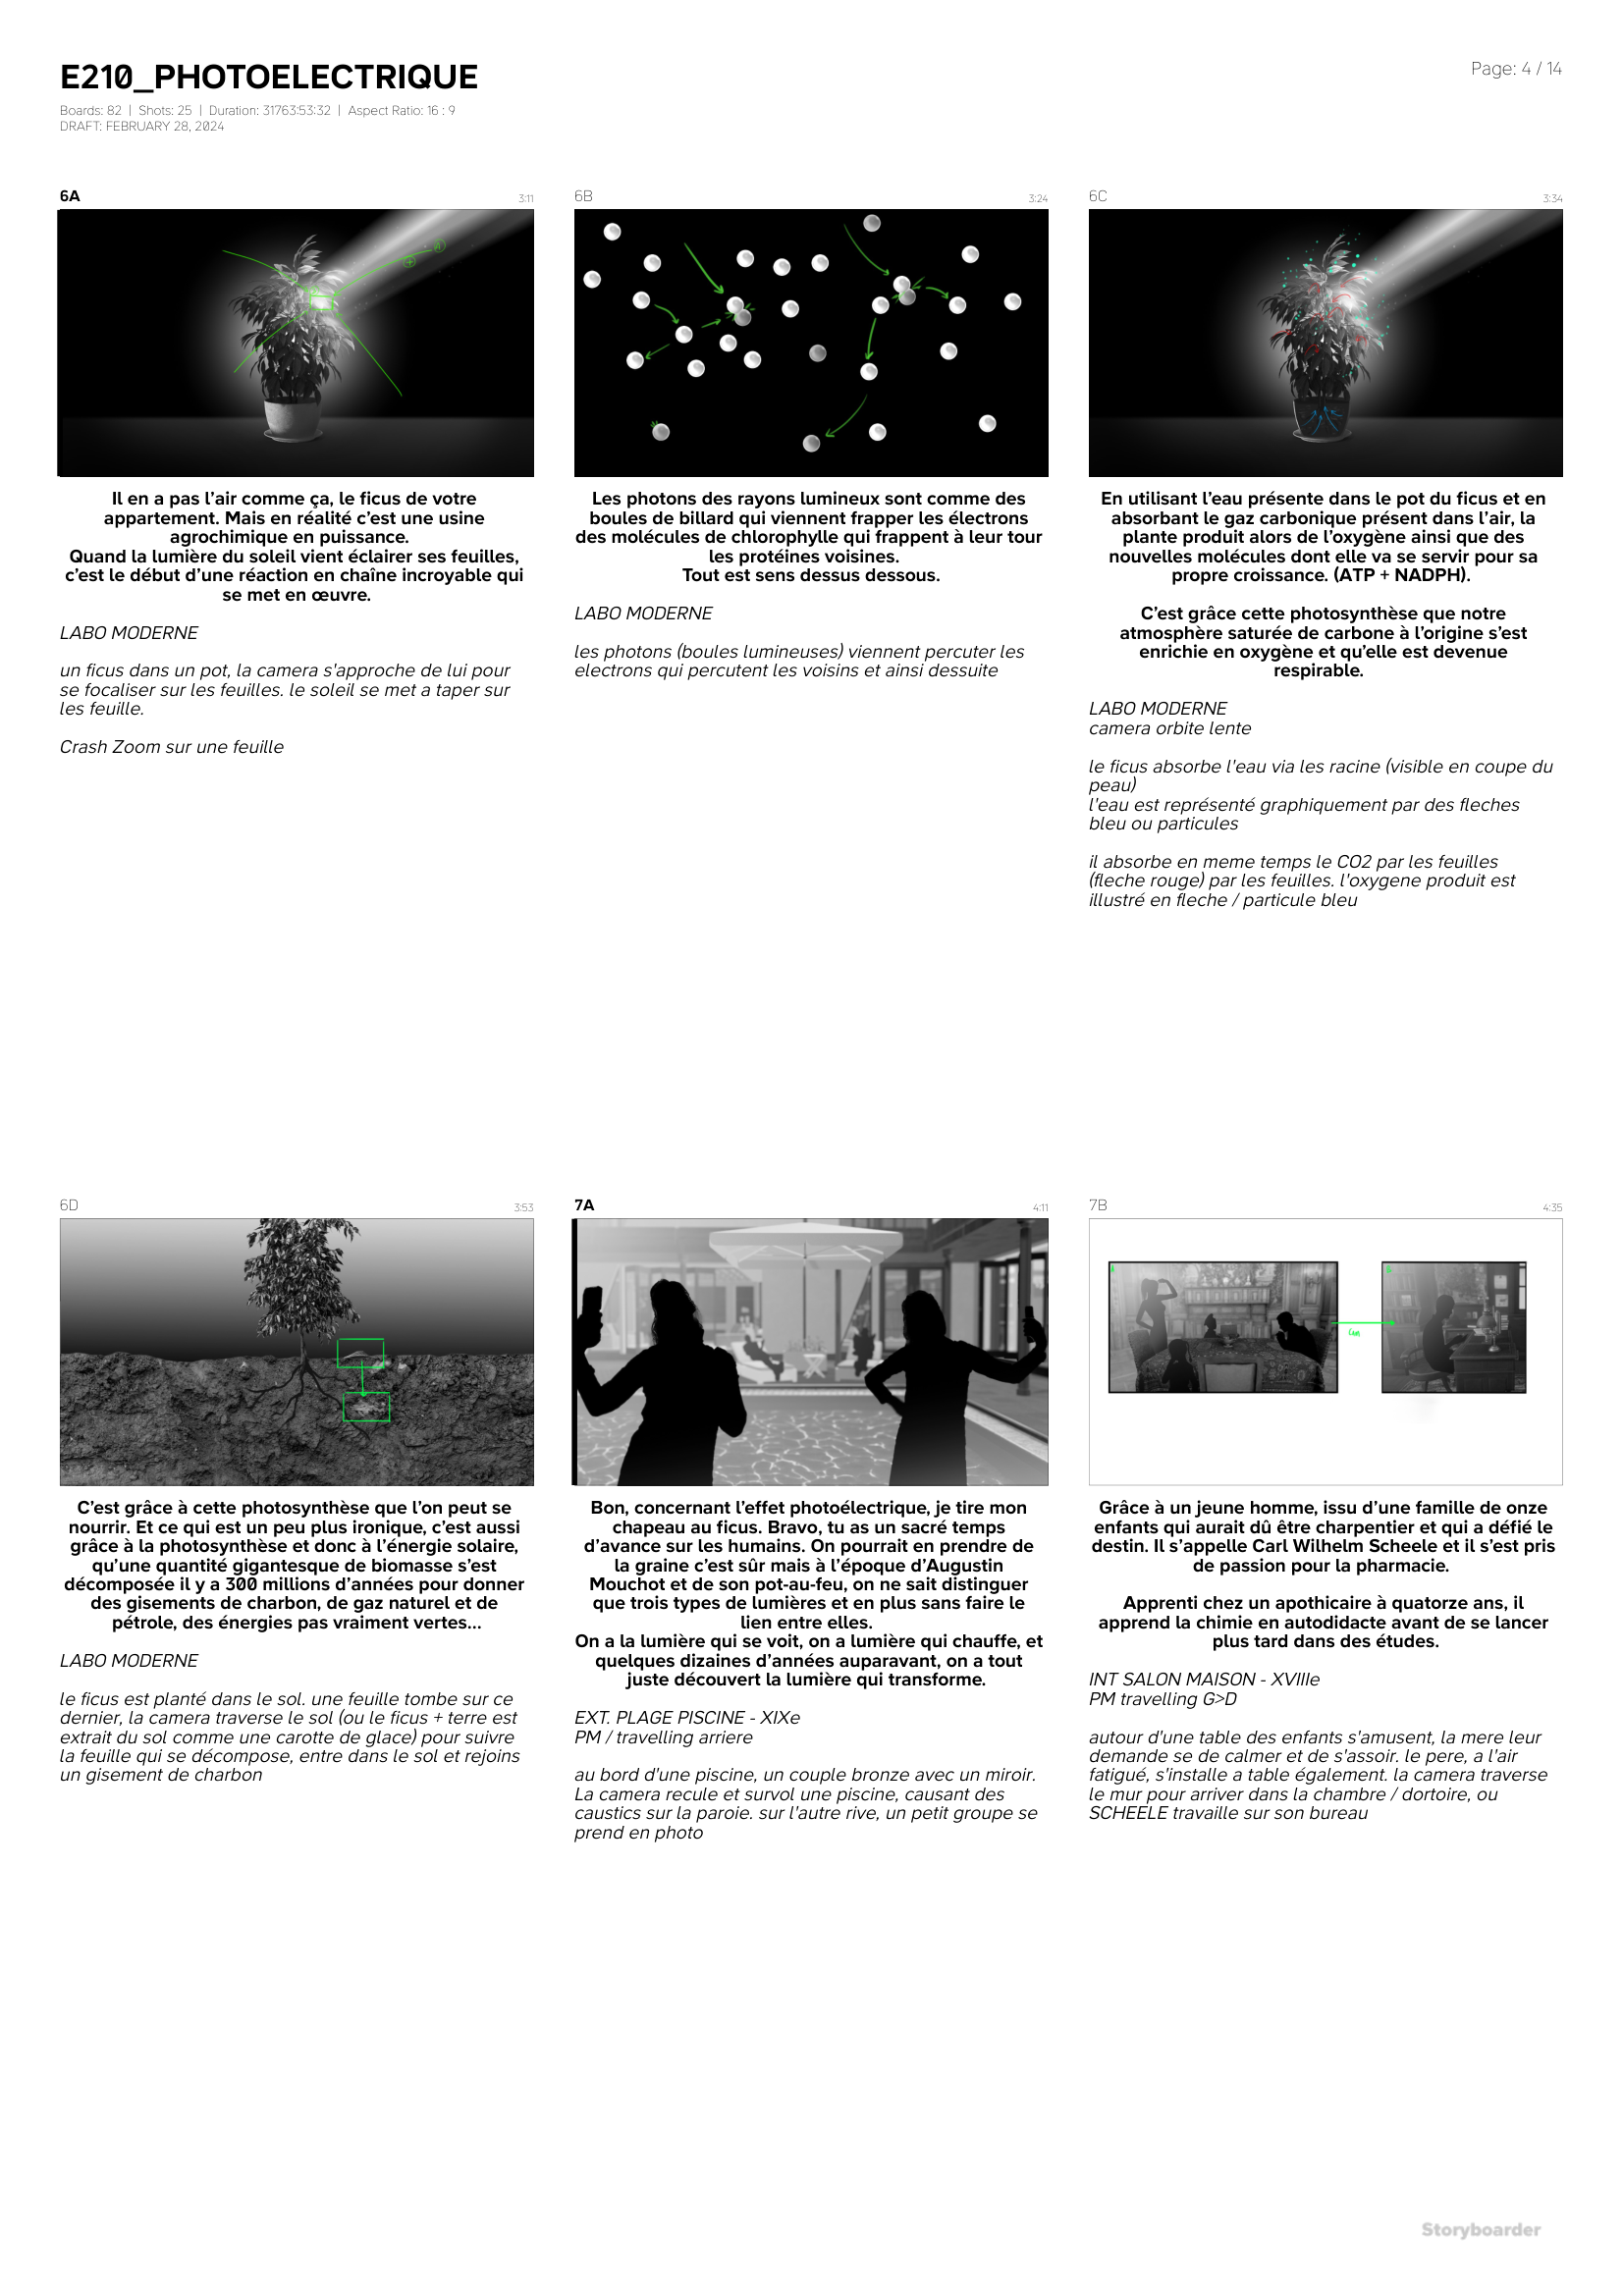 E210_PHOTOELECTRIQUE
Page: 4 / 14
Boards: 82 | Shots: 25 | Duration: 31763:53:32 | Aspect Ratio: 16 : 9
DRAFT: FEBRUARY 28, 2024
6A
3:11
Il en a pas l’air comme ça, le ficus de votre
appartement. Mais en réalité c’est une usine
agrochimique en puissance.
Quand la lumière du soleil vient éclairer ses feuilles,
c’est le début d’une réaction en chaîne incroyable qui
se met en œuvre.
LABO MODERNE
un ficus dans un pot, la camera s'approche de lui pour
se focaliser sur les feuilles. le soleil se met a taper sur
les feuille.
Crash Zoom sur une feuille
6B
3:24
Les photons des rayons lumineux sont comme des
boules de billard qui viennent frapper les électrons
des molécules de chlorophylle qui frappent à leur tour
les protéines voisines.
Tout est sens dessus dessous.
LABO MODERNE
les photons (boules lumineuses) viennent percuter les
electrons qui percutent les voisins et ainsi dessuite
6C
3:34
En utilisant l’eau présente dans le pot du ficus et en
absorbant le gaz carbonique présent dans l’air, la
plante produit alors de l’oxygène ainsi que des
nouvelles molécules dont elle va se servir pour sa
propre croissance. (ATP + NADPH).
C’est grâce cette photosynthèse que notre
atmosphère saturée de carbone à l’origine s’est
enrichie en oxygène et qu’elle est devenue
respirable.
LABO MODERNE
camera orbite lente
le ficus absorbe l'eau via les racine (visible en coupe du
peau)
l'eau est représenté graphiquement par des fleches
bleu ou particules
il absorbe en meme temps le CO2 par les feuilles
(fleche rouge) par les feuilles. l'oxygene produit est
illustré en fleche / particule bleu
6D
3:53
C’est grâce à cette photosynthèse que l’on peut se
nourrir. Et ce qui est un peu plus ironique, c’est aussi
grâce à la photosynthèse et donc à l’énergie solaire,
qu’une quantité gigantesque de biomasse s’est
décomposée il y a 300 millions d’années pour donner
des gisements de charbon, de gaz naturel et de
pétrole, des énergies pas vraiment vertes...
LABO MODERNE
le ficus est planté dans le sol. une feuille tombe sur ce
dernier, la camera traverse le sol (ou le ficus + terre est
extrait du sol comme une carotte de glace) pour suivre
la feuille qui se décompose, entre dans le sol et rejoins
un gisement de charbon
7A
4:11
Bon, concernant l’effet photoélectrique, je tire mon
chapeau au ficus. Bravo, tu as un sacré temps
d’avance sur les humains. On pourrait en prendre de
la graine c’est sûr mais à l’époque d’Augustin
Mouchot et de son pot-au-feu, on ne sait distinguer
que trois types de lumières et en plus sans faire le
lien entre elles.
On a la lumière qui se voit, on a lumière qui chauffe, et
quelques dizaines d’années auparavant, on a tout
juste découvert la lumière qui transforme.
EXT. PLAGE PISCINE - XIXe
PM / travelling arriere
au bord d'une piscine, un couple bronze avec un miroir.
La camera recule et survol une piscine, causant des
caustics sur la paroie. sur l'autre rive, un petit groupe se
prend en photo
7B
4:35
Grâce à un jeune homme, issu d’une famille de onze
enfants qui aurait dû être charpentier et qui a défié le
destin. Il s’appelle Carl Wilhelm Scheele et il s’est pris
de passion pour la pharmacie.
Apprenti chez un apothicaire à quatorze ans, il
apprend la chimie en autodidacte avant de se lancer
plus tard dans des études.
INT SALON MAISON - XVIIIe
PM travelling G>D
autour d'une table des enfants s'amusent, la mere leur
demande se de calmer et de s'assoir. le pere, a l'air
fatigué, s'installe a table également. la camera traverse
le mur pour arriver dans la chambre / dortoire, ou
SCHEELE travaille sur son bureau
Storyboarder